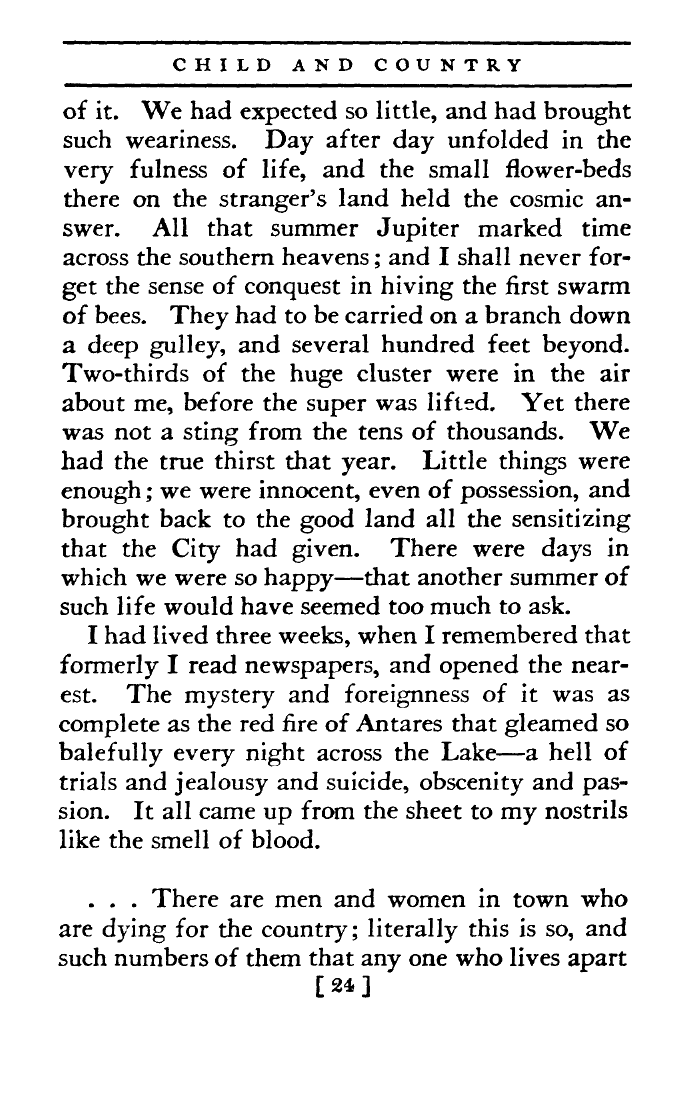 CHILD AND COUNTRY
of it. We had expected so little, and had brought
such weariness. Day after day unfolded in the
very fulness of life, and the small flower-beds
there on the stranger's land held the cosmic an-
swer. All that summer Jupiter marked time
across the southern heavens; and I shall never for-
get the sense of conquest in hiving the first swarm
of bees. They had to be carried on a branch down
a deep gulley, and several hundred feet beyond.
Two-thirds of the huge cluster were in the air
about me, before the super was lifted. Yet there
was not a sting from the tens of thousands. We
had the true thirst that year. Little things were
enough; we were innocent, even of possession, and
brought back to the good land all the sensitizing
that the City had given. There were days in
which we were so happy—that another summer of
such life would have seemed too much to ask.
I had lived three weeks, when I remembered that
formerly I read newspapers, and opened the near-
est. The mystery and foreignness of it was as
complete as the red fire of Antares that gleamed so
balefully every night across the Lake—a hell of
trials and jealousy and suicide, obscenity and pas-
sion. It all came up from the sheet to my nostrils
like the smell of blood.
. . . There are men and women in town who
are dying for the country; literally this is so, and
such numbers of them that any one who lives apart
[ 24 ]